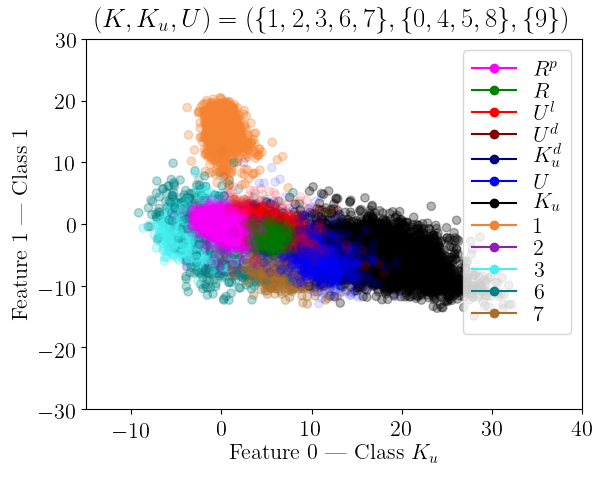 (K, K_u, U) = ({1, 2, 3, 6, 7}, {0, 4, 5, 8}, {9})
30
20
10
0
−10
−20
−30
Feature 1 — Class 1
−10 0 10 20 30 40
Feature 0 — Class K_u
R^p
R
U^l
U^d
K_u^d
U
K_u
1
2
3
6
7